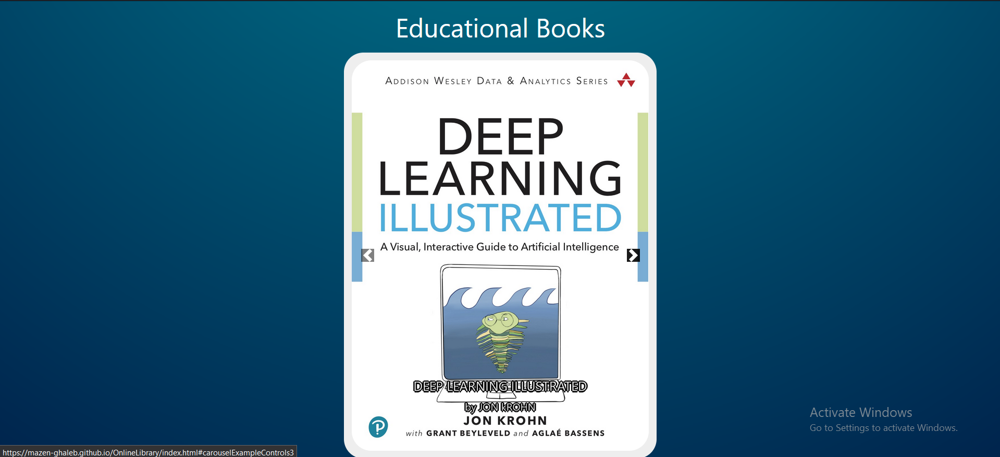 Educational Books
ADDISON WESLEY DATA & ANALYTICS SERIES
DEEP
LEARNING
ILLUSTRATED
A Visual, Interactive Guide to Artificial Intelligence
DEEP LEARNING ILLUSTRATED
by JON kROHN
JON KROHN
with GRANT BEYLEVELD and AGLAÉ BASSENS
P
Activate Windows
Go to Settings to activate Windows.
https://mazen-ghaleb.github.io/OnlineLibrary/index.html#carouselExampleControls3